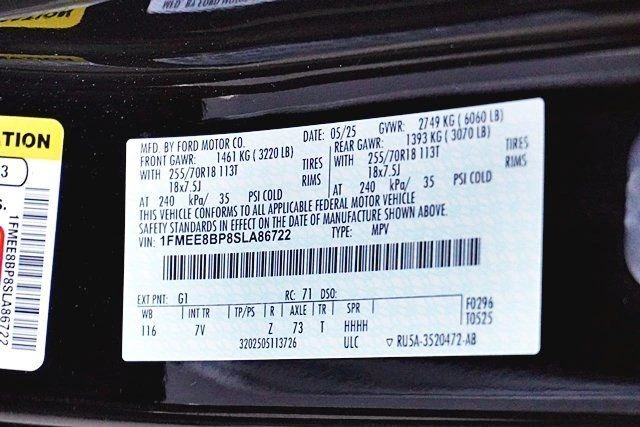 ATION
3
S.
1FMEE8BP8SLA86722
MFD. BY FORD MOTOR CO.
DATE: 05/25
GVWR: 2749 KG ( 6060 LB)
FRONT GAWR: 1461 KG ( 3220 LB)
REAR GAWR: 1393 KG ( 3070 LB)
WITH 255/70R18 113T TIRES
WITH 255/70R18 113T TIRES
18x7.5J RIMS
18x7.5J RIMS
AT 240 kPa/ 35 PSI COLD
AT 240 kPa/ 35 PSI COLD
THIS VEHICLE CONFORMS TO ALL APPLICABLE FEDERAL MOTOR VEHICLE
SAFETY STANDARDS IN EFFECT ON THE DATE OF MANUFACTURE SHOWN ABOVE.
VIN: 1FMEE8BP8SLA86722 TYPE: MPV
EXT PNT: G1 RC: 71 DSO: F0296
WB INT TR TP/PS R AXLE TR SPR T0525
116 7V Z 73 T HHHH
3202505113726 ULC ▽ RU5A-3520472-AB